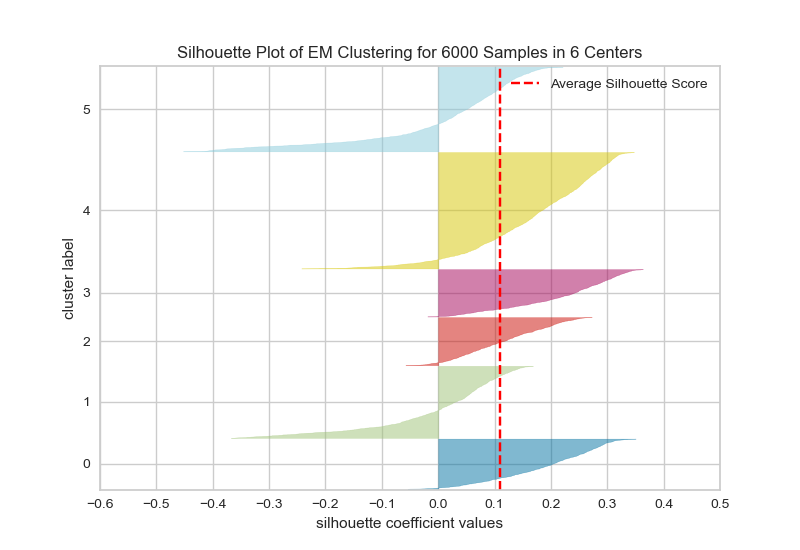 Silhouette Plot of EM Clustering for 6000 Samples in 6 Centers
Average Silhouette Score
cluster label
5
4
3
2
1
0
−0.6 −0.5 −0.4 −0.3 −0.2 −0.1 0.0 0.1 0.2 0.3 0.4 0.5
silhouette coefficient values